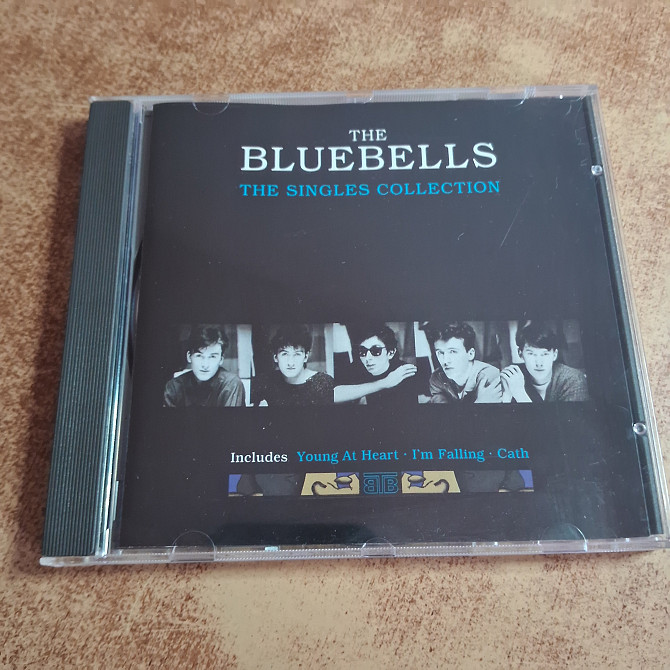 THE
BLUEBELLS
THE SINGLES COLLECTION
Includes Young At Heart · I'm Falling · Cath